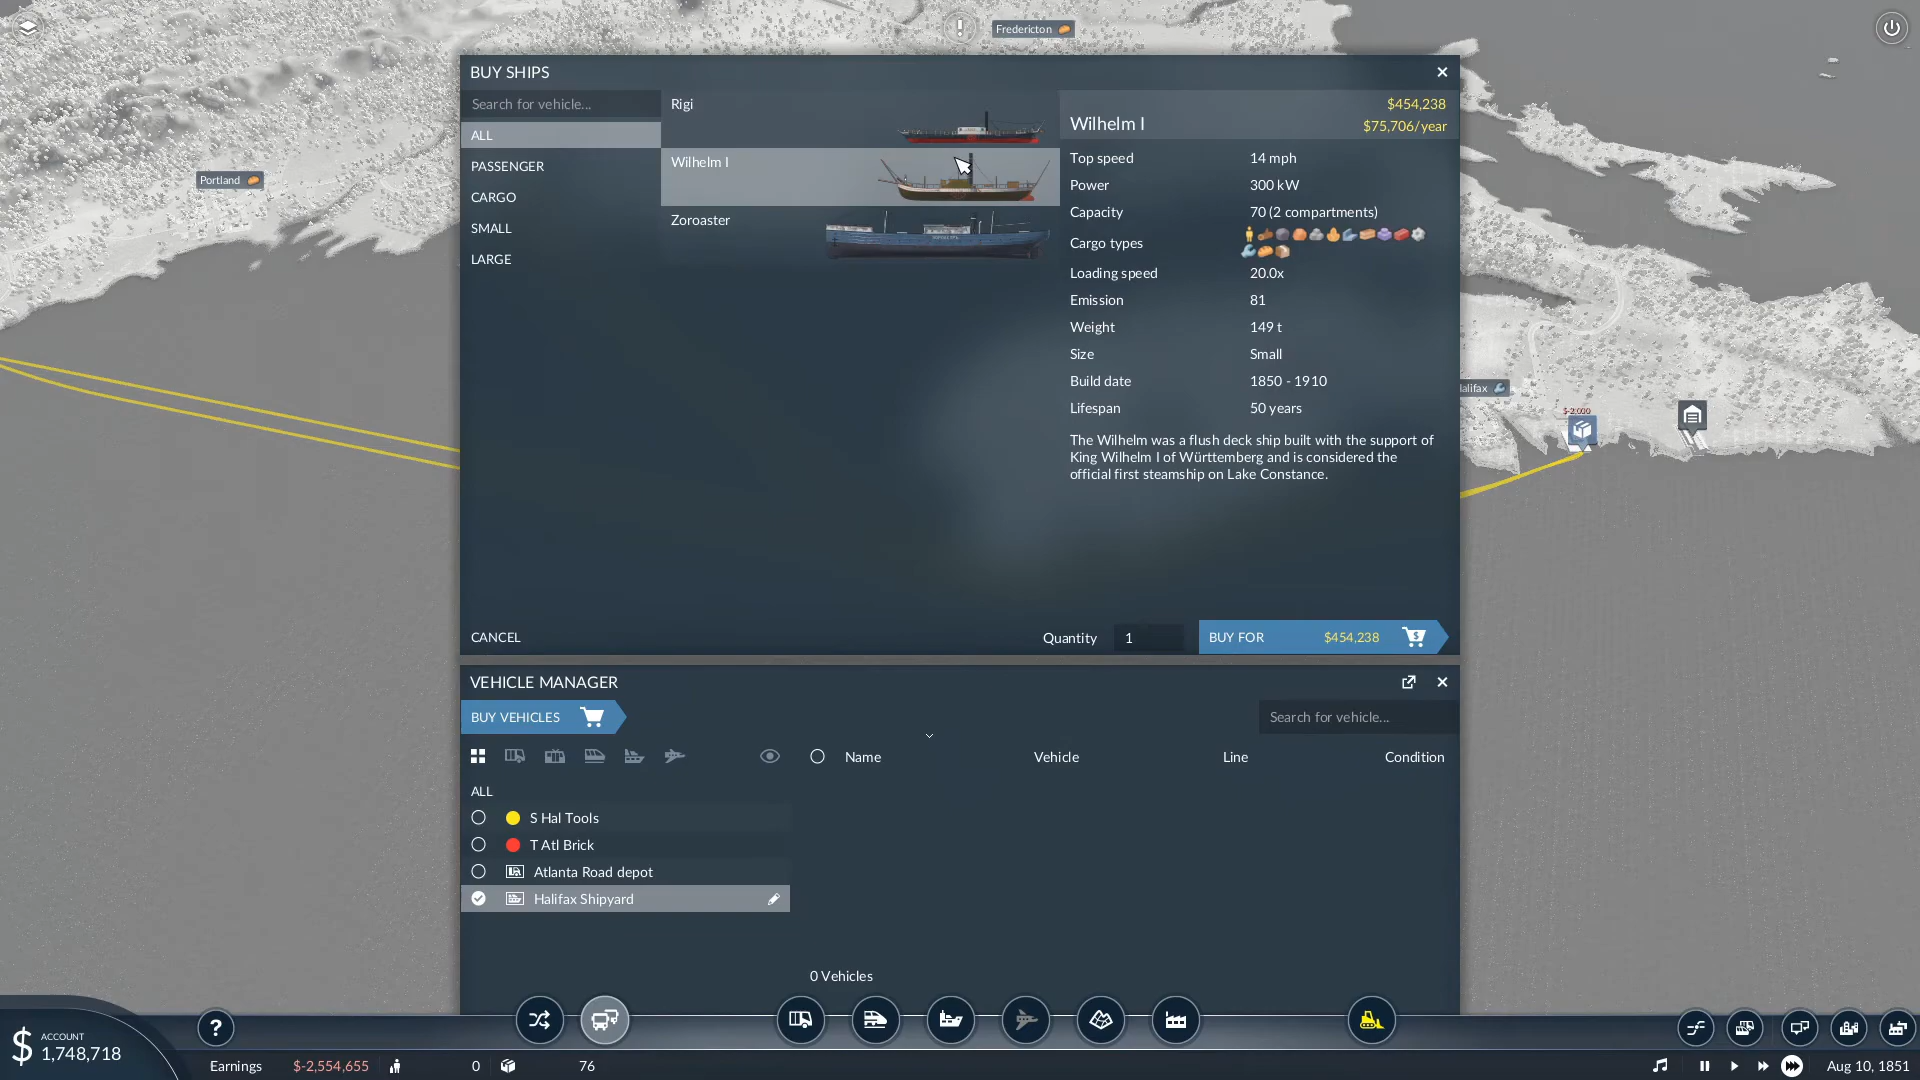 Fredericton
Portland
alifax
$-2,000
BUY SHIPS
Search for vehicle...
ALL
PASSENGER
CARGO
SMALL
LARGE
Rigi
Wilhelm I
Zoroaster
$454,238
Wilhelm I
$75,706/year
Top speed 14 mph
Power 300 kW
Capacity 70 (2 compartments)
Cargo types
Loading speed 20.0x
Emission 81
Weight 149 t
Size Small
Build date 1850 - 1910
Lifespan 50 years
The Wilhelm was a flush deck ship built with the support of
King Wilhelm I of Württemberg and is considered the
official first steamship on Lake Constance.
CANCEL
Quantity 1
BUY FOR $454,238
VEHICLE MANAGER
BUY VEHICLES
Search for vehicle...
Name Vehicle Line Condition
ALL
S Hal Tools
T Atl Brick
Atlanta Road depot
Halifax Shipyard
0 Vehicles
?
$ ACCOUNT
1,748,718
Earnings $-2,554,655 0 76
Aug 10, 1851